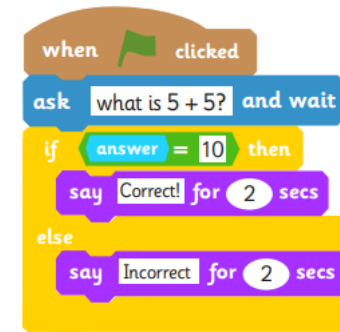 when clicked
ask what is 5 + 5? and wait
if answer = 10 then
say Correct! for 2 secs
else
say Incorrect for 2 secs